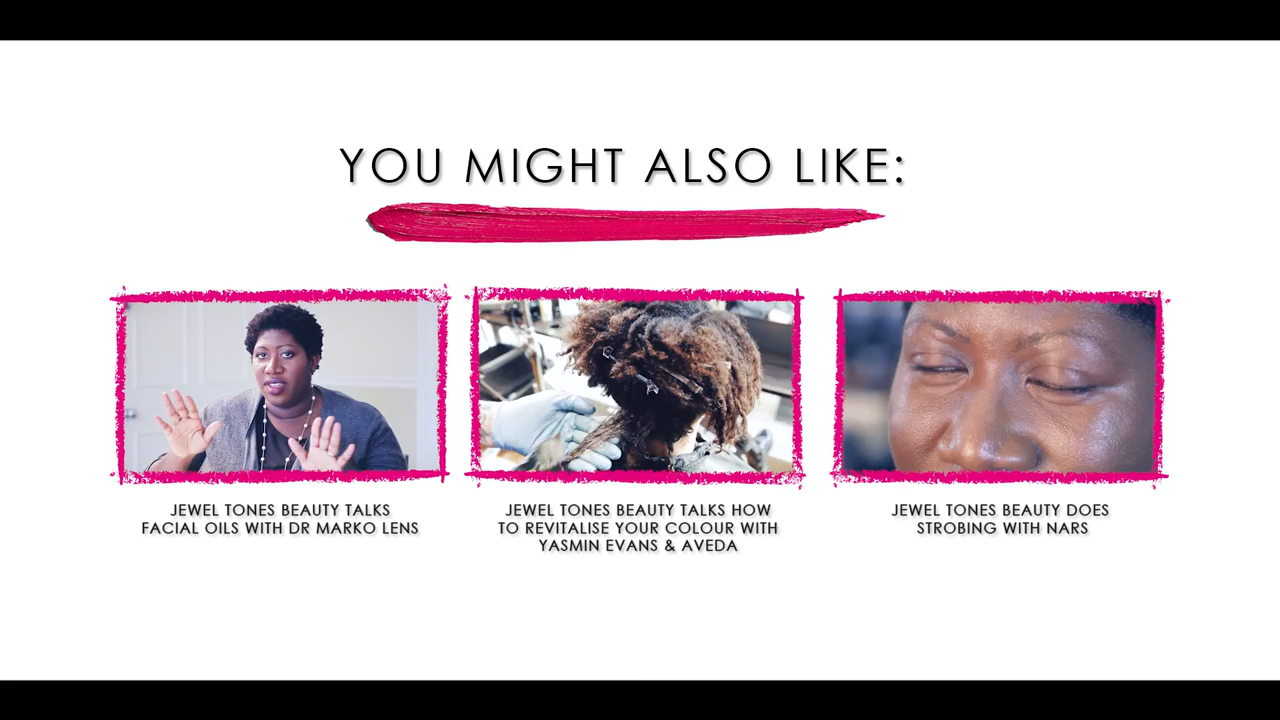 YOU MIGHT ALSO LIKE:
JEWEL TONES BEAUTY TALKS
FACIAL OILS WITH DR MARKO LENS
JEWEL TONES BEAUTY TALKS HOW
TO REVITALISE YOUR COLOUR WITH
YASMIN EVANS & AVEDA
JEWEL TONES BEAUTY DOES
STROBING WITH NARS